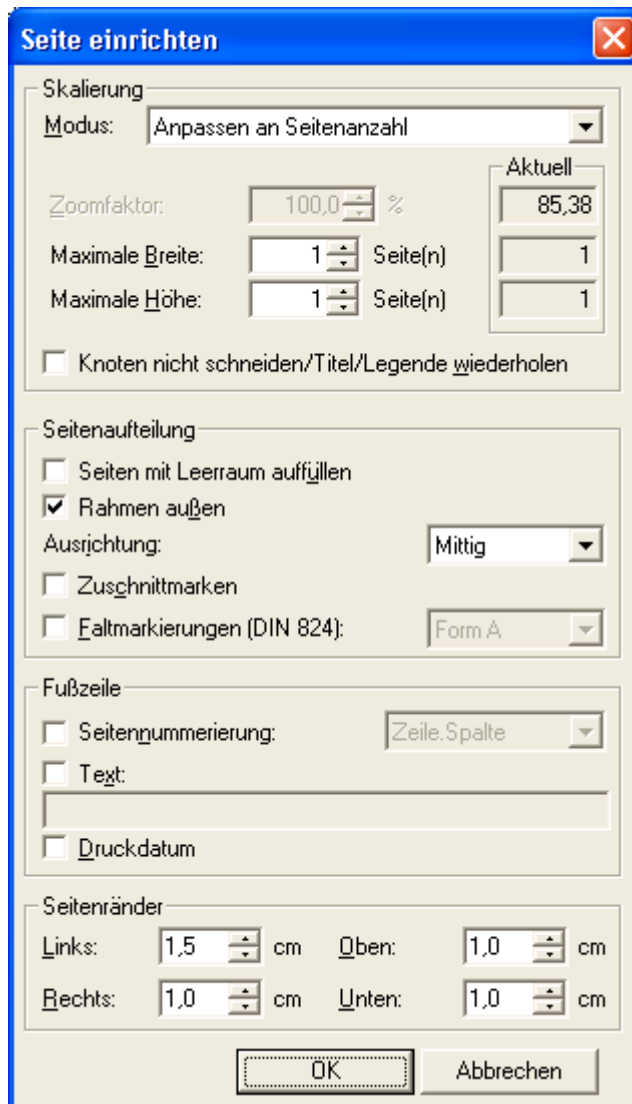 Seite einrichten
Skalierung
Modus: Anpassen an Seitenanzahl
Aktuell
Zoomfaktor: 100,0 % 85,38
Maximale Breite: 1 Seite(n) 1
Maximale Höhe: 1 Seite(n) 1
Knoten nicht schneiden/Titel/Legende wiederholen
Seitenaufteilung
Seiten mit Leerraum auffüllen
Rahmen außen
Ausrichtung: Mittig
Zuschnittmarken
Faltmarkierungen (DIN 824): Form A
Fußzeile
Seitennummerierung: Zeile.Spalte
Text:
Druckdatum
Seitenränder
Links: 1,5 cm Oben: 1,0 cm
Rechts: 1,0 cm Unten: 1,0 cm
OK Abbrechen